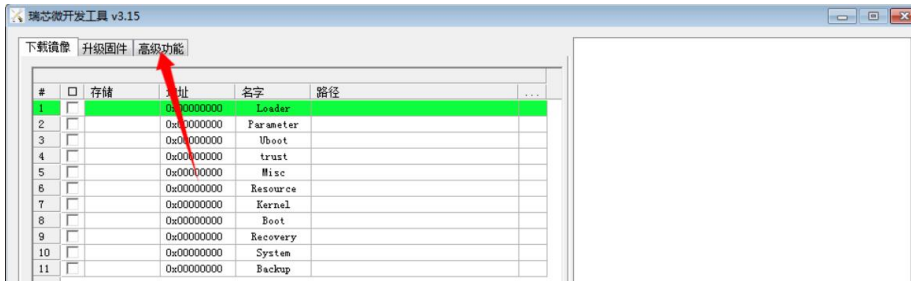 瑞芯微开发工具 v3.15
下载镜像 升级固件 高级功能
# 存储 地址 名字 路径 ...
1 0x00000000 Loader
2 0x00000000 Parameter
3 0x00000000 Uboot
4 0x00000000 trust
5 0x00000000 Misc
6 0x00000000 Resource
7 0x00000000 Kernel
8 0x00000000 Boot
9 0x00000000 Recovery
10 0x00000000 System
11 0x00000000 Backup